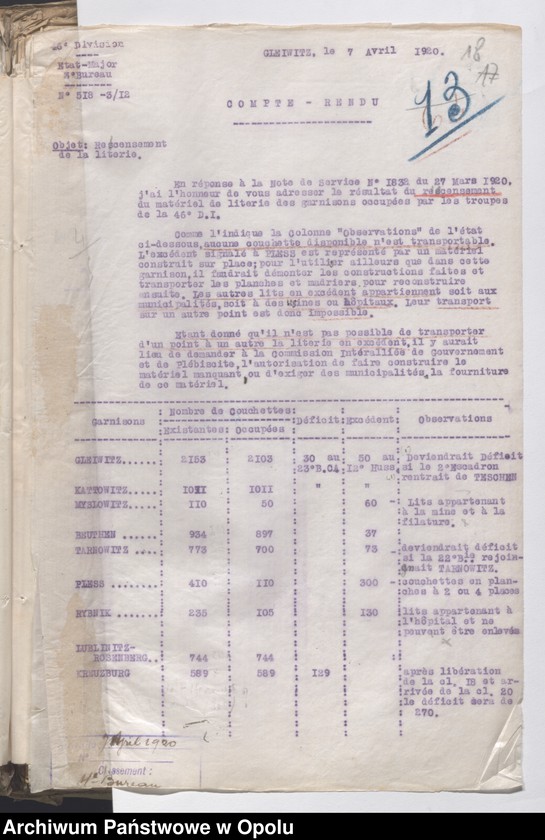 46e Division
GLEIWITZ, le 7 Avril 1920.
18
17
Etat-Major
Bureau
N° 518 -3/12
13
COMPTE - RENDU
Objet: Recensement
de la literie.
En réponse à la Note de Service N° 1832 du 27 Mars 1920.
j'ai l'honneur de vous adresser le résultat du recensement
du matériel de literie des garnisons occupées par les troupes
de la 46° D.I.
Comme l'indique la Colonne "Observations" de l'état
ci-dessous, aucune couchette disponible n'est transportable.
L'excédent signalé à PLESS est représenté par un matériel
construit sur place; pour l'utiliser ailleurs que dans cette
garnison, il faudrait démonter les constructions faites et
transporter les planches et madriers, pour reconstruire
ensuite. Les autres lits en excédent appartiennent soit aux
municipalités, soit à des usines ou hôpitaux. Leur transport
sur un autre point est donc impossible.
Etant donné qu'il n'est pas possible de transporter
d'un point à un autre la literie en excédent, il y aurait
lieu de demander à la Commission Intéralliée de gouvernement
et de Plébiscite, l'autorisation de faire construire le
matériel manquant, ou d'exiger des municipalités, la fourniture
de ce matériel.
Garnisons : Nombre de Couchettes: Existantes: Occupées : Déficit: Excédent: Observations
GLEIWITZ...... 2153 2103 30 au 23°B.CA 50 au 12° Huss. Deviendrait Déficit
si le 2° Escadron
rentrait de TESCHEN
KATTOWITZ... 1011 1011 " "
MYSLOWITZ... 110 50 60 - Lits appartenant
à la mine et à la
filature.
BEUTHEN ..... 934 897 37
TARNOWITZ .... 773 700 73 - deviendrait déficit
si la 22°Bie rejoi-
gnait TARNOWITZ.
PLESS ........ 410 110 300 - couchettes en plan-
ches à 2 ou 4 places
RYBNIK ....... 235 105 130 lits appartenant à
l'hôpital et ne
peuvent être enlevés
LUBLINITZ-
ROSENBERG.. 744 744
KREUZBURG 589 589 129 après libération
de la cl. 18 et ar-
rivée de la cl. 20
le déficit sera de
270.
7 April 1920
Classement :
4e Bureau
Archiwum Państwowe w Opolu